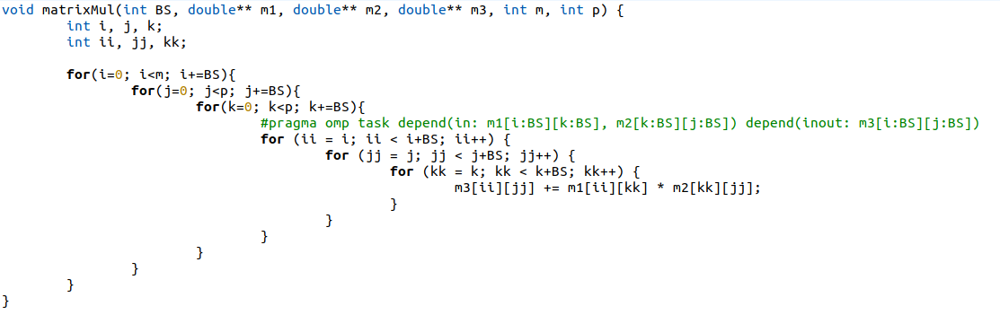 void matrixMul(int BS, double** m1, double** m2, double** m3, int m, int p) {
        int i, j, k;
        int ii, jj, kk;

        for(i=0; i<m; i+=BS){
                for(j=0; j<p; j+=BS){
                        for(k=0; k<p; k+=BS){
                                #pragma omp task depend(in: m1[i:BS][k:BS], m2[k:BS][j:BS]) depend(inout: m3[i:BS][j:BS])
                                for (ii = i; ii < i+BS; ii++) {
                                        for (jj = j; jj < j+BS; jj++) {
                                                for (kk = k; kk < k+BS; kk++) {
                                                        m3[ii][jj] += m1[ii][kk] * m2[kk][jj];
                                                }
                                        }
                                }
                        }
                }
        }
}